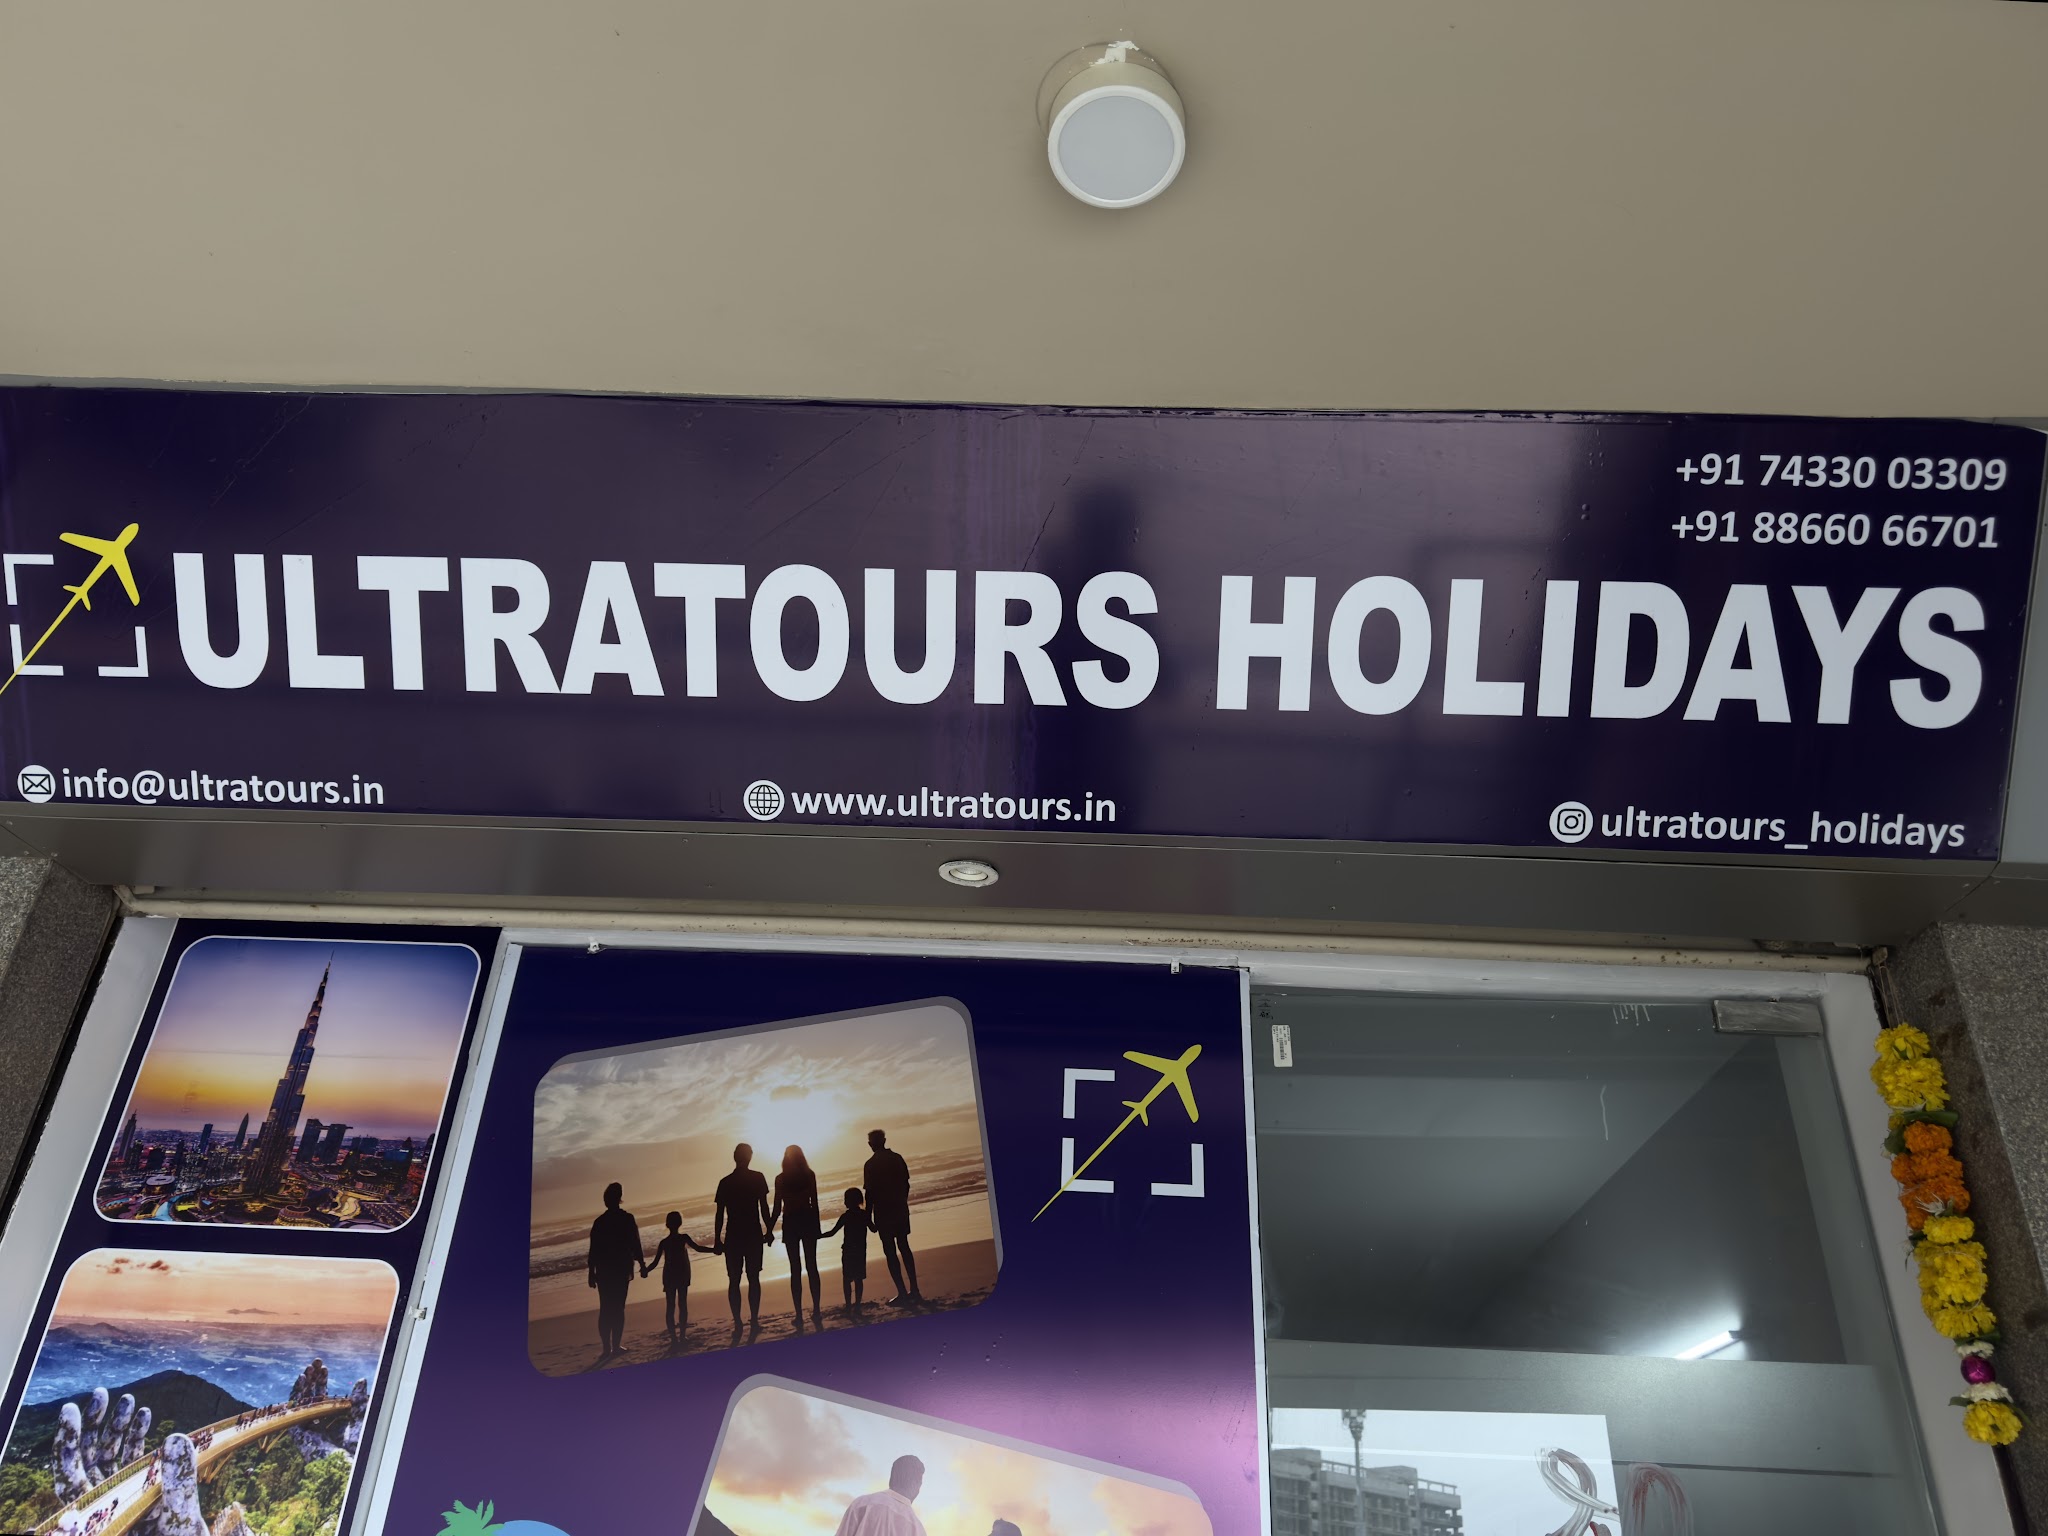 +91 74330 03309
+91 88660 66701
ULTRATOURS HOLIDAYS
info@ultratours.in
www.ultratours.in
ultratours_holidays